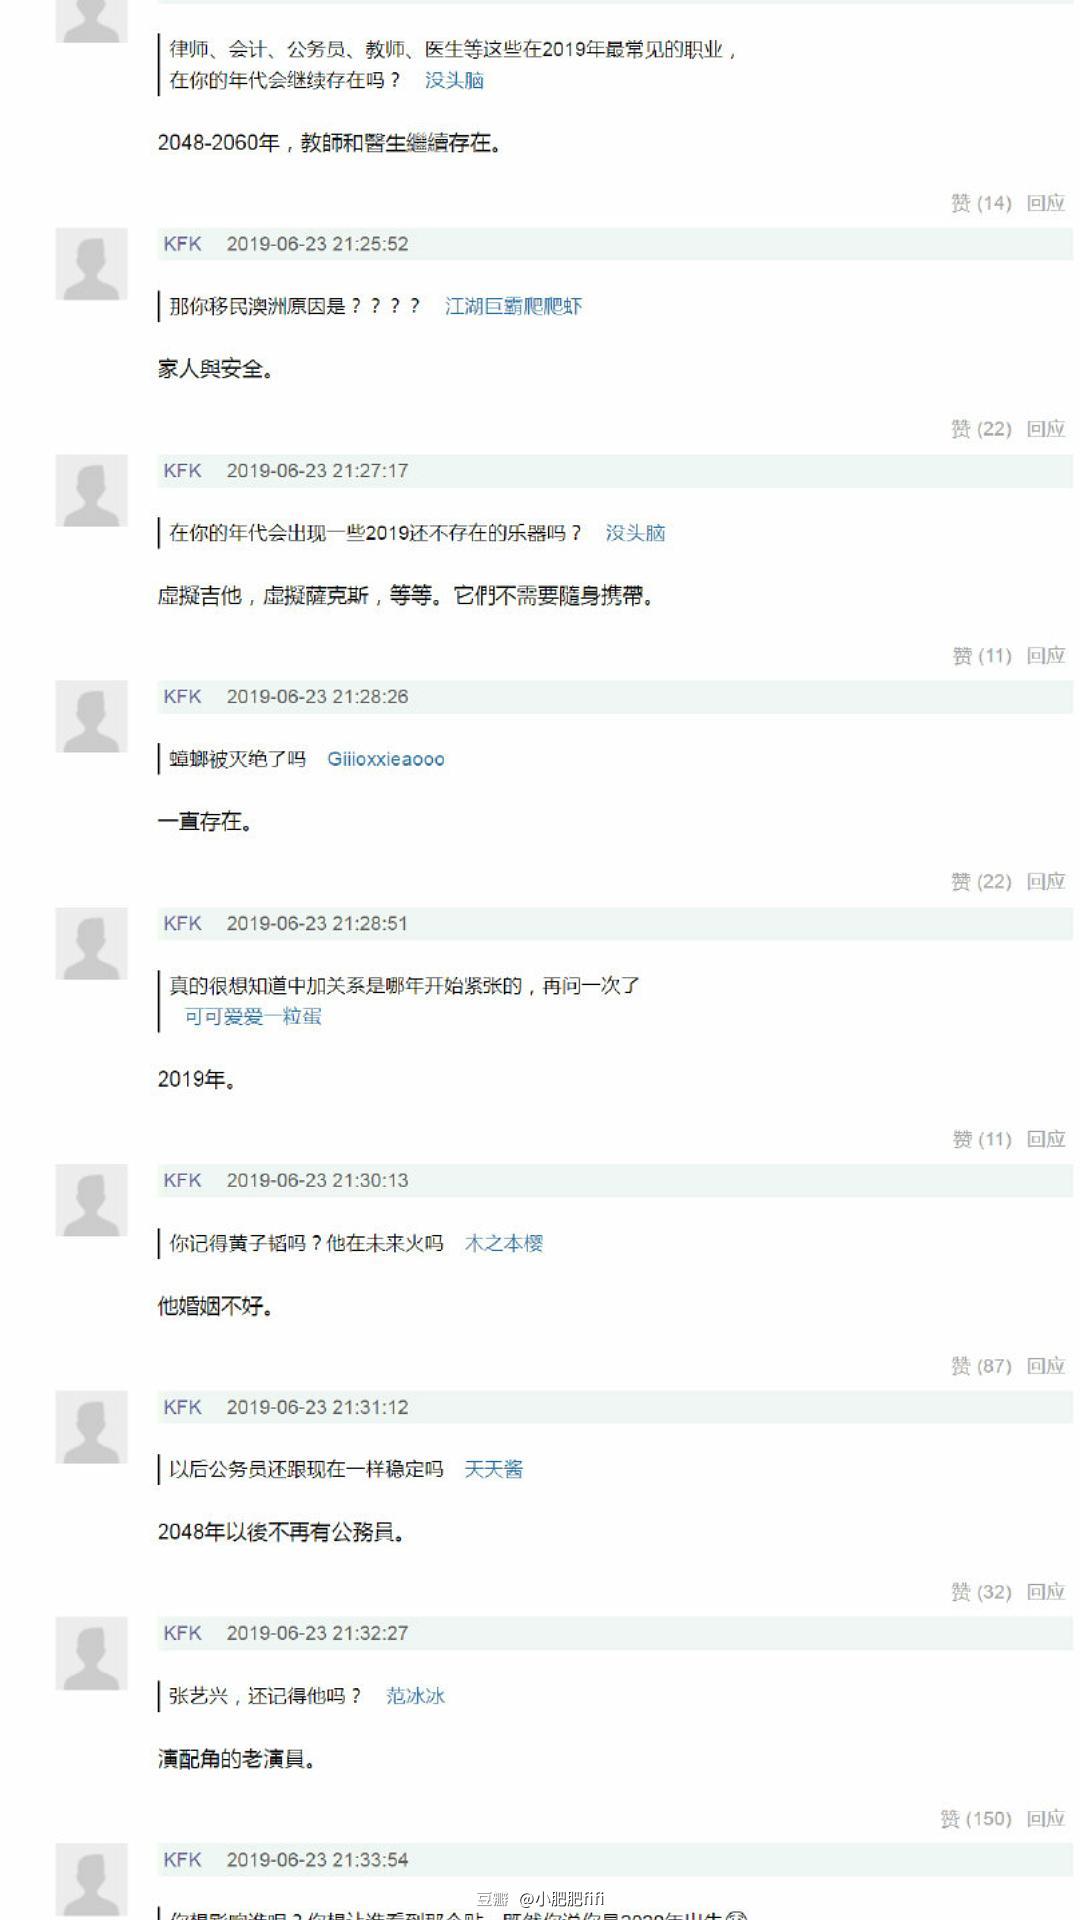 律师、会计、公务员、教师、医生等这些在2019年最常见的职业，
在你的年代会继续存在吗？ 没头脑
2048-2060年，教師和醫生繼續存在。
赞 (14) 回应
KFK 2019-06-23 21:25:52
那你移民澳洲原因是？？？？ 江湖巨霸爬爬虾
家人與安全。
赞 (22) 回应
KFK 2019-06-23 21:27:17
在你的年代会出现一些2019还不存在的乐器吗？ 没头脑
虛擬吉他，虛擬薩克斯，等等。它們不需要隨身携帶。
赞 (11) 回应
KFK 2019-06-23 21:28:26
蟑螂被灭绝了吗 Giiioxxieaooo
一直存在。
赞 (22) 回应
KFK 2019-06-23 21:28:51
真的很想知道中加关系是哪年开始紧张的，再问一次了
可可爱爱一粒蛋
2019年。
赞 (11) 回应
KFK 2019-06-23 21:30:13
你记得黄子韬吗？他在未来火吗 木之本樱
他婚姻不好。
赞 (87) 回应
KFK 2019-06-23 21:31:12
以后公务员还跟现在一样稳定吗 天天酱
2048年以後不再有公務員。
赞 (32) 回应
KFK 2019-06-23 21:32:27
张艺兴，还记得他吗？ 范冰冰
演配角的老演員。
赞 (150) 回应
KFK 2019-06-23 21:33:54
豆瓣 @小肥肥fifi